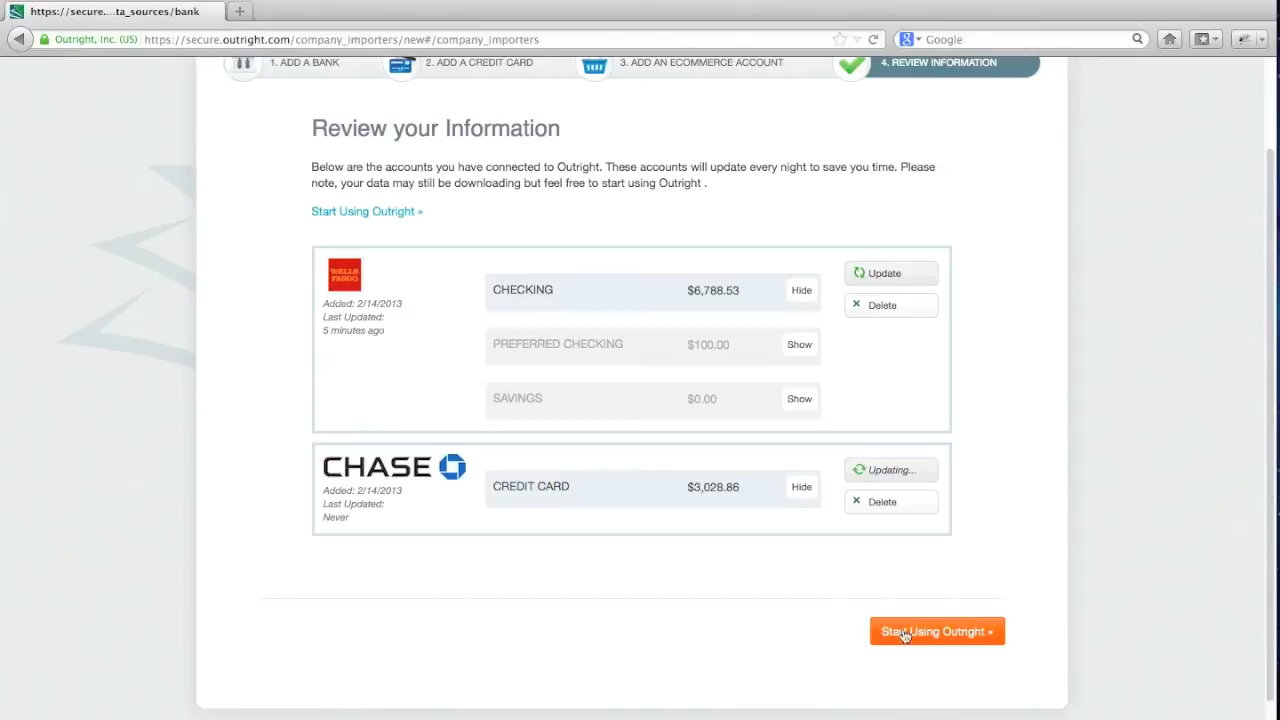 https://secure....ta_sources/bank
Outright, Inc. (US) https://secure.outright.com/company_importers/new#/company_importers
Google
1. ADD A BANK
2. ADD A CREDIT CARD
3. ADD AN ECOMMERCE ACCOUNT
4. REVIEW INFORMATION
Review your Information
Below are the accounts you have connected to Outright. These accounts will update every night to save you time. Please
note, your data may still be downloading but feel free to start using Outright .
Start Using Outright »
WELLS
FARGO
Added: 2/14/2013
Last Updated:
5 minutes ago
CHECKING $6,788.53 Hide
PREFERRED CHECKING $100.00 Show
SAVINGS $0.00 Show
Update
Delete
CHASE
Added: 2/14/2013
Last Updated:
Never
CREDIT CARD $3,028.86 Hide
Updating...
Delete
Start Using Outright »